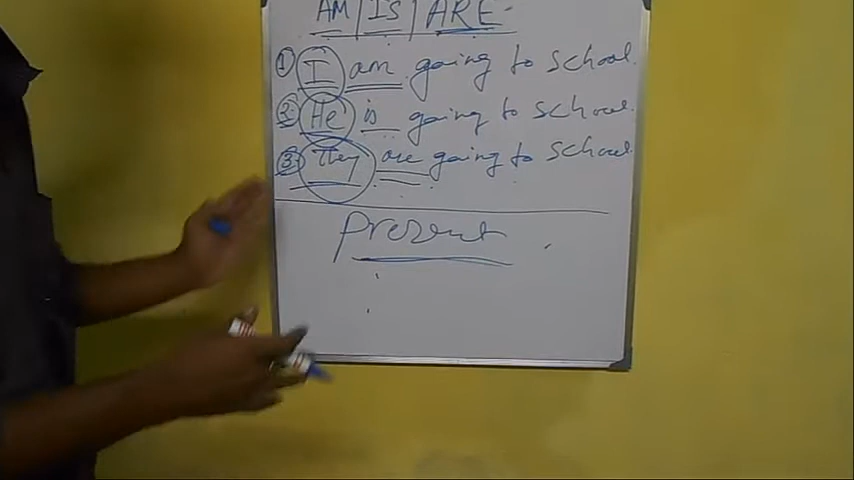 AM | IS | ARE
① I am going to school.
② He is going to school.
③ They are going to school.
Present